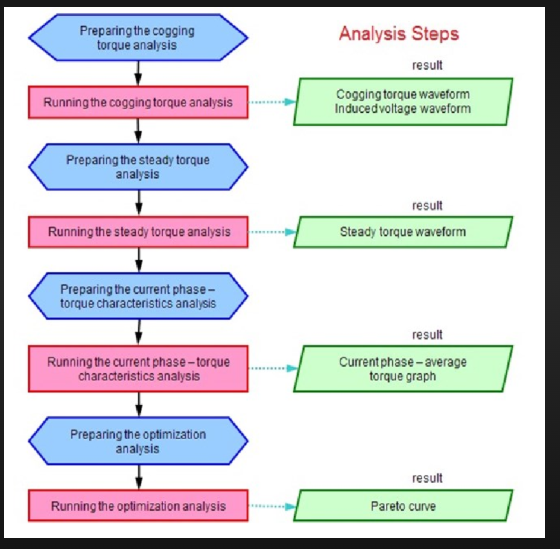 Preparing the cogging
torque analysis
Analysis Steps
result
Running the cogging torque analysis
Cogging torque waveform
Induced voltage waveform
Preparing the steady torque
analysis
result
Running the steady torque analysis
Steady torque waveform
Preparing the current phase –
torque characteristics analysis
result
Running the current phase – torque
characteristics analysis
Current phase – average
torque graph
Preparing the optimization
analysis
result
Running the optimization analysis
Pareto curve